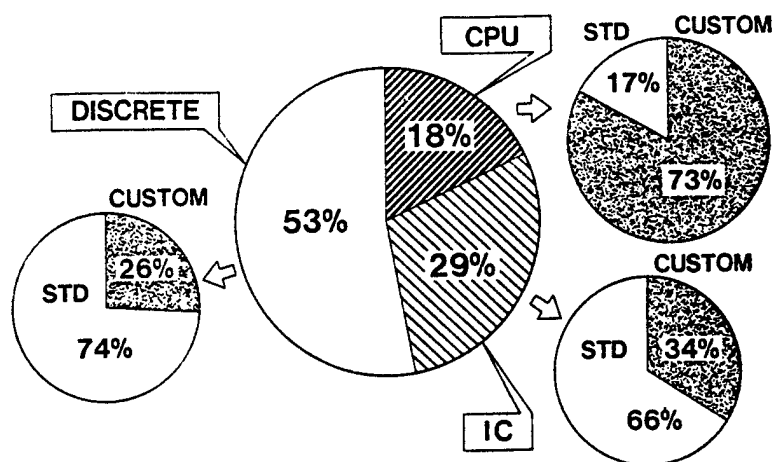 CPU
STD
CUSTOM
17%
73%
DISCRETE
18%
53%
29%
CUSTOM
26%
STD
74%
CUSTOM
STD
34%
66%
IC